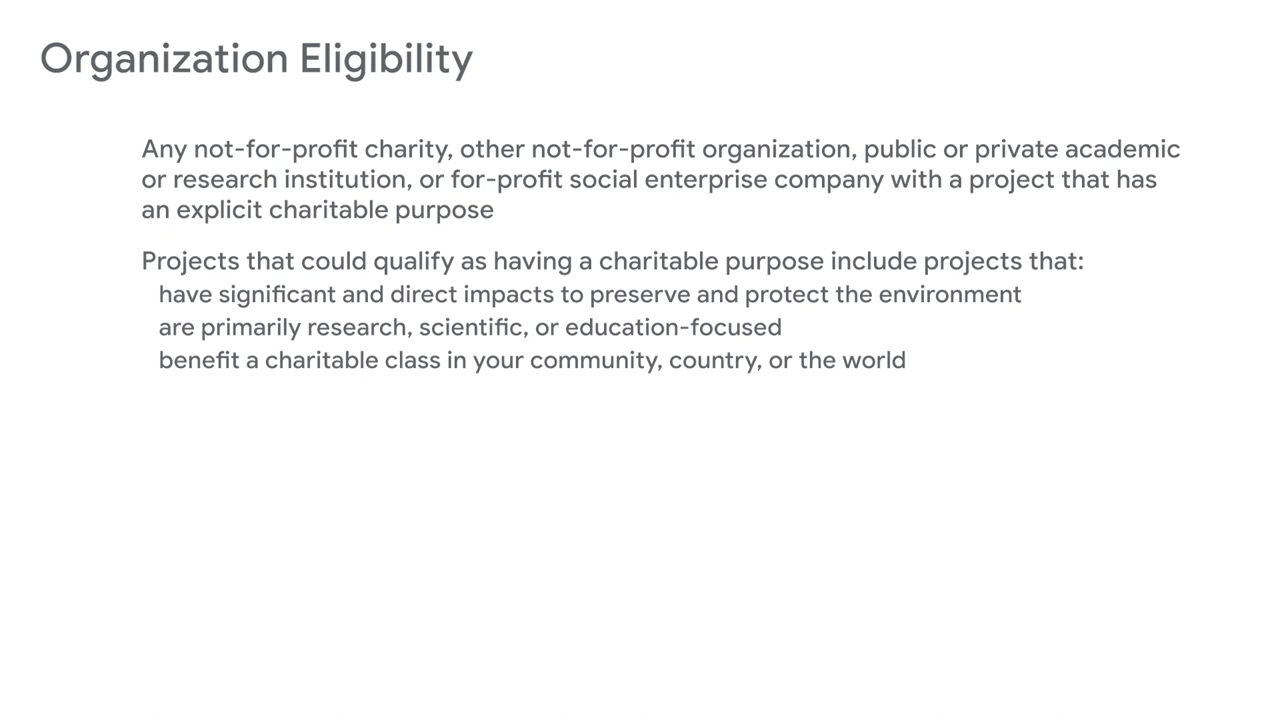 Organization Eligibility
Any not-for-profit charity, other not-for-profit organization, public or private academic
or research institution, or for-profit social enterprise company with a project that has
an explicit charitable purpose
Projects that could qualify as having a charitable purpose include projects that:
have significant and direct impacts to preserve and protect the environment
are primarily research, scientific, or education-focused
benefit a charitable class in your community, country, or the world